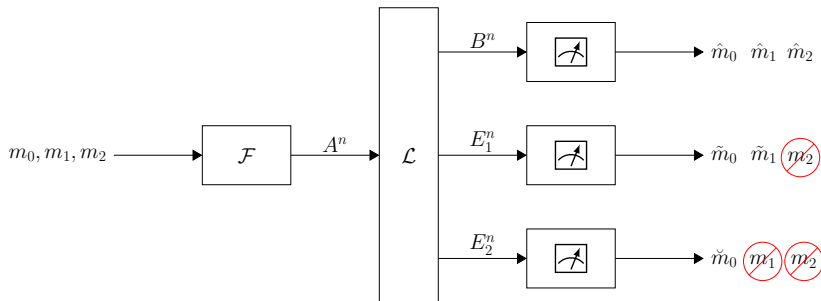 Bⁿ m̂₀ m̂₁ m̂₂
m₀, m₁, m₂ ℱ Aⁿ ℒ E₁ⁿ m̃₀ m̃₁ m₂
E₂ⁿ m̆₀ m₁ m₂